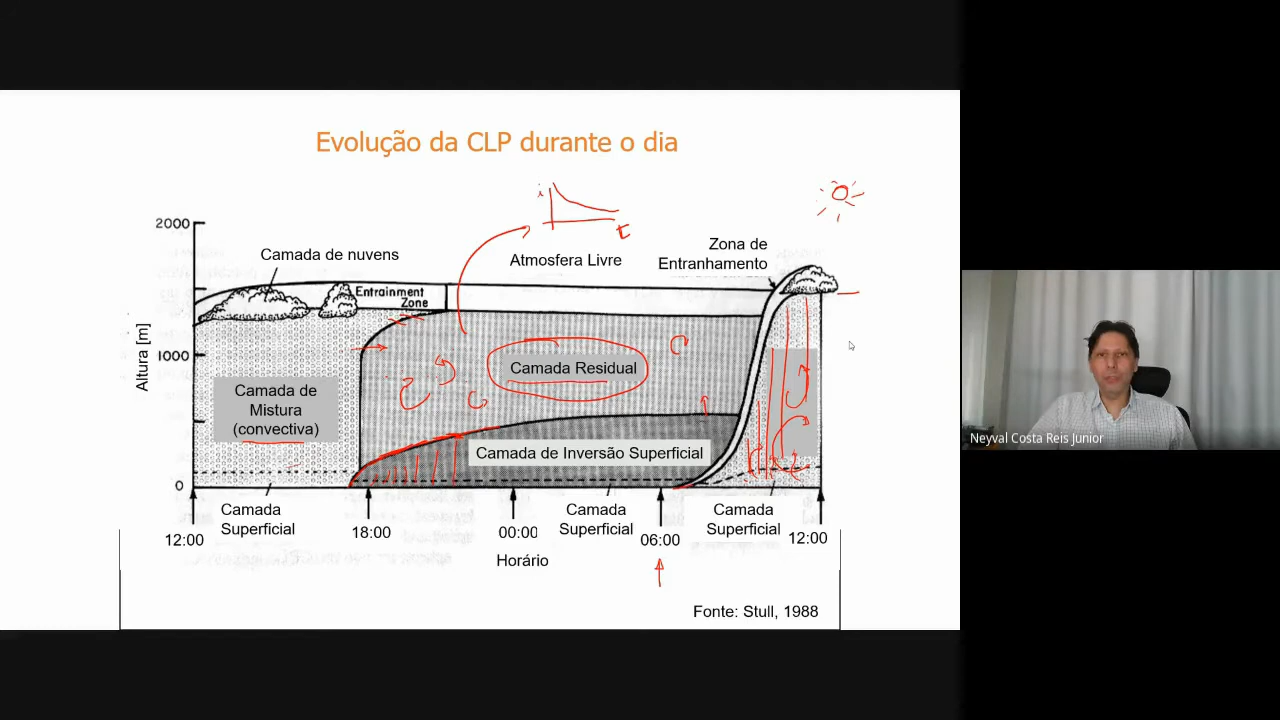 Evolução da CLP durante o dia
i
t
2000
Camada de nuvens
Atmosfera Livre
Zona de
Entranhamento
Entrainment
Zone
Altura [m]
1000
Camada de
Mistura
(convectiva)
Camada Residual
Camada de Inversão Superficial
0
Camada
Superficial
Camada
Superficial
Camada
Superficial
12:00
18:00
00:00
06:00
12:00
Horário
Fonte: Stull, 1988
Neyval Costa Reis Junior